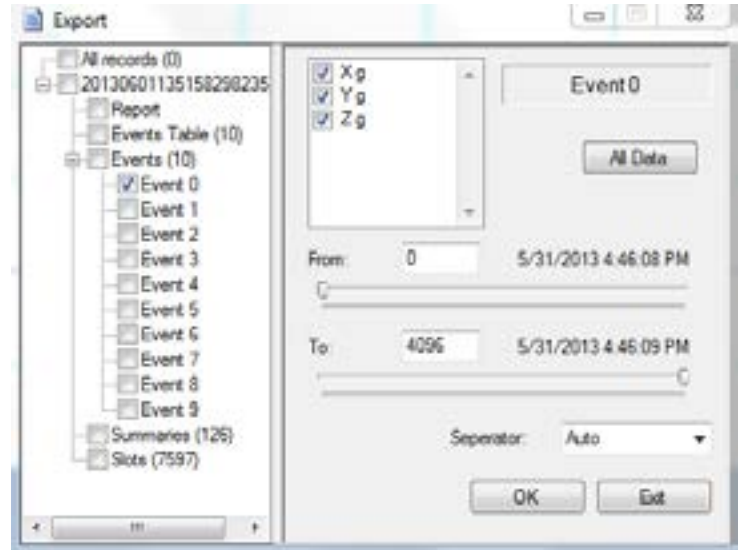 Export
All records (0)
20130601135158298235
Report
Events Table (10)
Events (10)
Event 0
Event 1
Event 2
Event 3
Event 4
Event 5
Event 6
Event 7
Event 8
Event 9
Summaries (126)
Slots (7597)
X g
Y g
Z g
Event 0
All Data
From: 0 5/31/2013 4:46:08 PM
To: 4096 5/31/2013 4:46:09 PM
Seperator: Auto
OK Exit